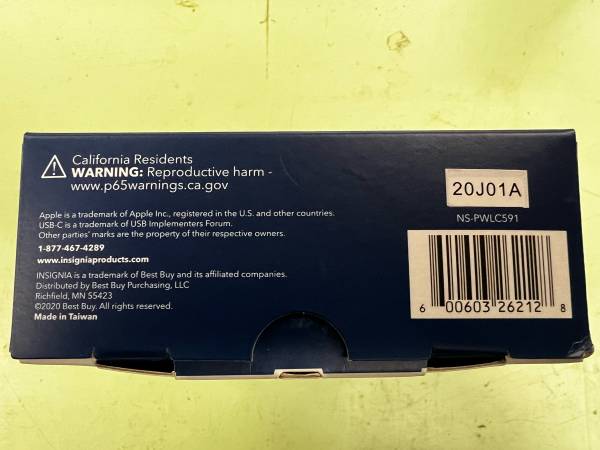 California Residents
WARNING: Reproductive harm -
www.p65warnings.ca.gov
Apple is a trademark of Apple Inc., registered in the U.S. and other countries.
USB-C is a trademark of USB Implementers Forum.
Other parties' marks are the property of their respective owners.
1-877-467-4289
www.insigniaproducts.com
INSIGNIA is a trademark of Best Buy and its affiliated companies.
Distributed by Best Buy Purchasing, LLC
Richfield, MN 55423
©2020 Best Buy. All rights reserved.
Made in Taiwan
20J01A
NS-PWLC591
6 00603 26212 8